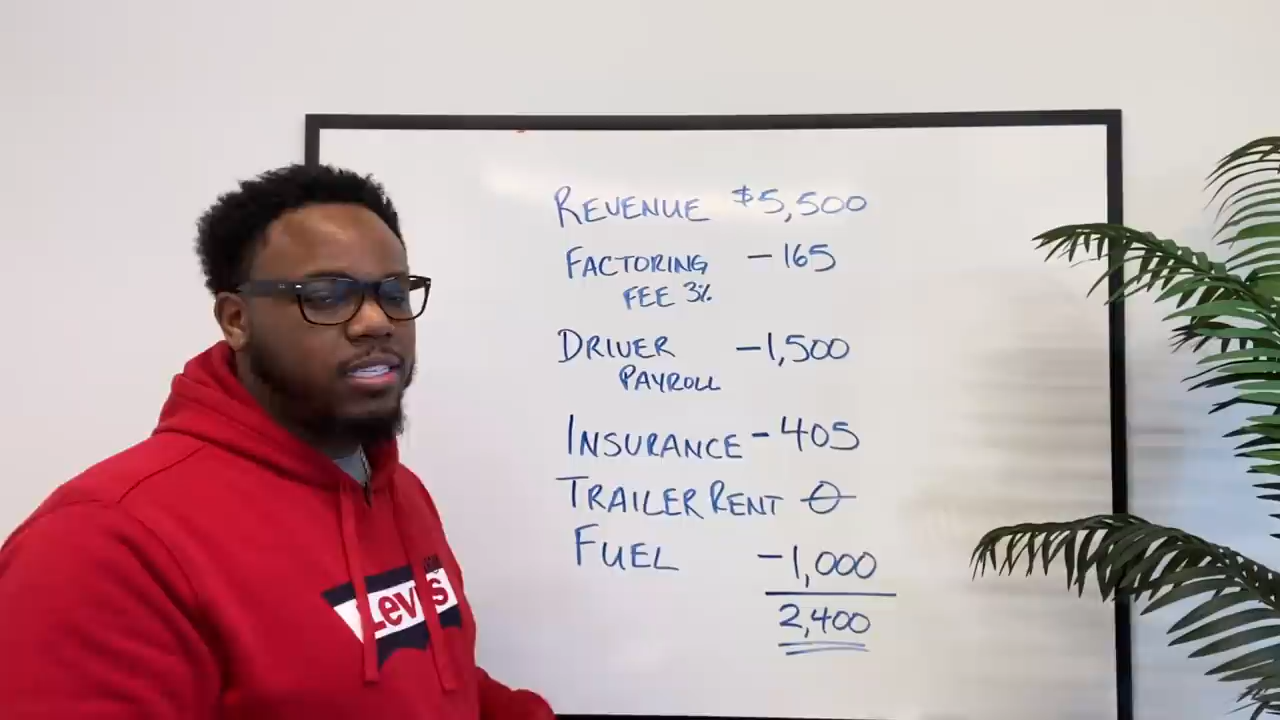 REVENUE $5,500
FACTORING -165
FEE 3%
DRIVER -1,500
PAYROLL
INSURANCE -405
TRAILER RENT 0
FUEL -1,000
2,400
Levi's